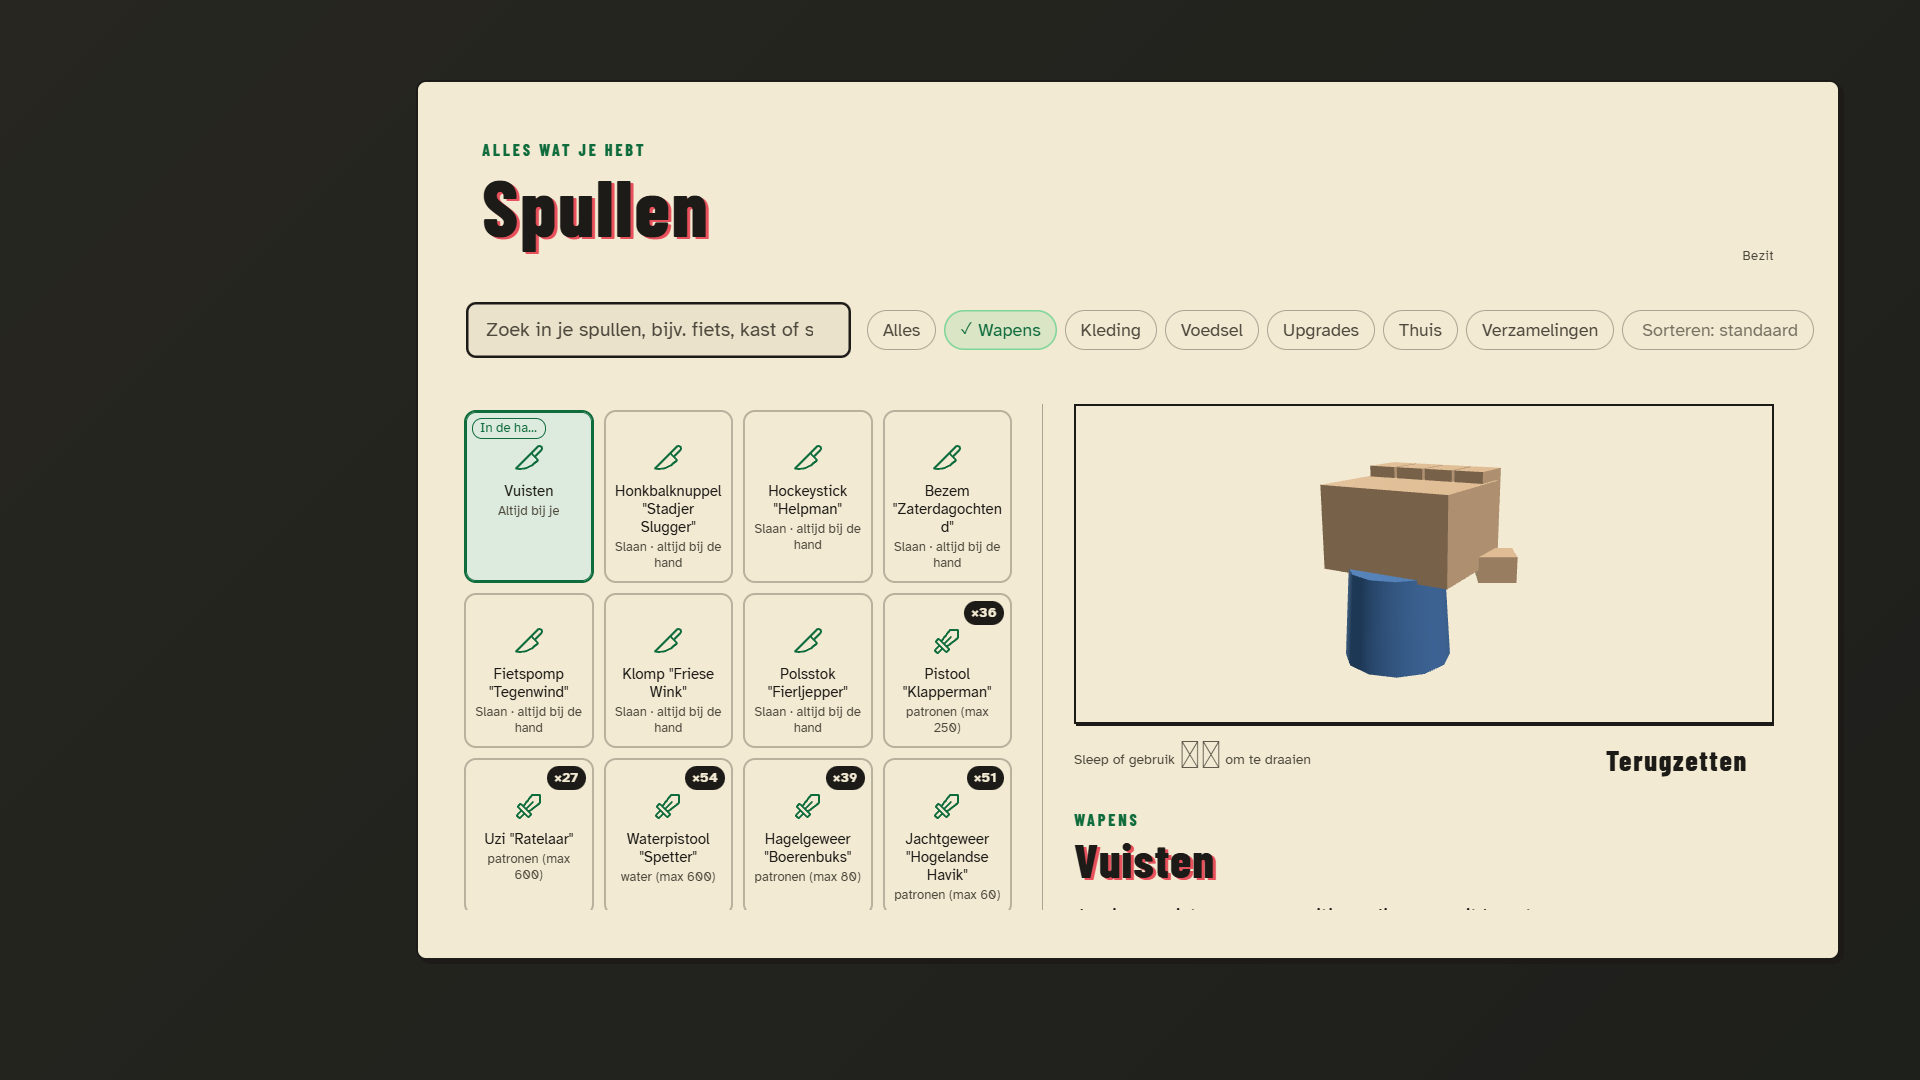 ALLES WAT JE HEBT
Spullen
Bezit
Zoek in je spullen, bijv. fiets, kast of s
Alles
✓ Wapens
Kleding
Voedsel
Upgrades
Thuis
Verzamelingen
Sorteren: standaard
In de ha...
Vuisten
Altijd bij je
Honkbalknuppel
"Stadjer
Slugger"
Slaan · altijd bij de
hand
Hockeystick
"Helpman"
Slaan · altijd bij de
hand
Bezem
"Zaterdagochten
d"
Slaan · altijd bij de
hand
Fietspomp
"Tegenwind"
Slaan · altijd bij de
hand
Klomp "Friese
Wink"
Slaan · altijd bij de
hand
Polsstok
"Fierljepper"
Slaan · altijd bij de
hand
×36
Pistool
"Klapperman"
patronen (max
250)
×27
Uzi "Ratelaar"
patronen (max
600)
×54
Waterpistool
"Spetter"
water (max 600)
×39
Hagelgeweer
"Boerenbuks"
patronen (max 80)
×51
Jachtgeweer
"Hogelandse
Havik"
patronen (max 60)
Sleep of gebruik om te draaien
Terugzetten
WAPENS
Vuisten